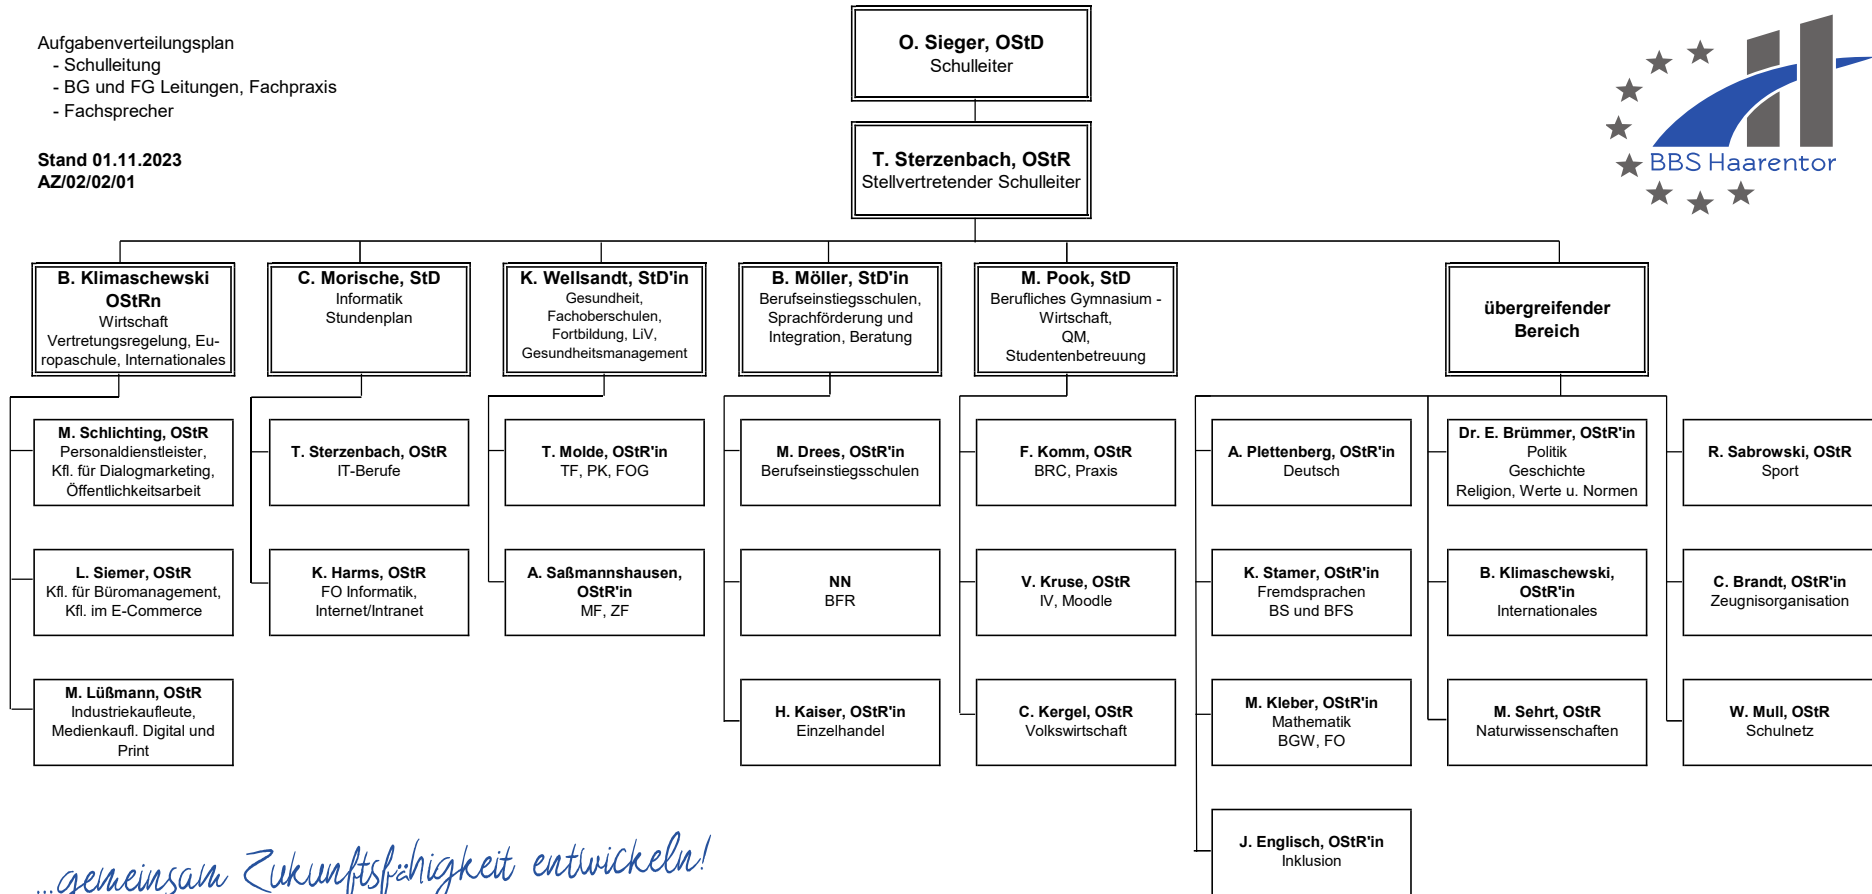 Aufgabenverteilungsplan
- Schulleitung
- BG und FG Leitungen, Fachpraxis
- Fachsprecher
Stand 01.11.2023
AZ/02/02/01
O. Sieger, OStD
Schulleiter
T. Sterzenbach, OStR
Stellvertretender Schulleiter
BBS Haarentor
B. Klimaschewski
OStRn
Wirtschaft
Vertretungsregelung, Eu-
ropaschule, Internationales
C. Morische, StD
Informatik
Stundenplan
K. Wellsandt, StD'in
Gesundheit,
Fachoberschulen,
Fortbildung, LiV,
Gesundheitsmanagement
B. Möller, StD'in
Berufseinstiegsschulen,
Sprachförderung und
Integration, Beratung
M. Pook, StD
Berufliches Gymnasium -
Wirtschaft,
QM,
Studentenbetreuung
übergreifender
Bereich
M. Schlichting, OStR
Personaldienstleister,
Kfl. für Dialogmarketing,
Öffentlichkeitsarbeit
T. Sterzenbach, OStR
IT-Berufe
T. Molde, OStR'in
TF, PK, FOG
M. Drees, OStR'in
Berufseinstiegsschulen
F. Komm, OStR
BRC, Praxis
A. Plettenberg, OStR'in
Deutsch
Dr. E. Brümmer, OStR'in
Politik
Geschichte
Religion, Werte u. Normen
R. Sabrowski, OStR
Sport
L. Siemer, OStR
Kfl. für Büromanagement,
Kfl. im E-Commerce
K. Harms, OStR
FO Informatik,
Internet/Intranet
A. Saßmannshausen,
OStR'in
MF, ZF
NN
BFR
V. Kruse, OStR
IV, Moodle
K. Stamer, OStR'in
Fremdsprachen
BS und BFS
B. Klimaschewski,
OStR'in
Internationales
C. Brandt, OStR'in
Zeugnisorganisation
M. Lüßmann, OStR
Industriekaufleute,
Medienkaufl. Digital und
Print
H. Kaiser, OStR'in
Einzelhandel
C. Kergel, OStR
Volkswirtschaft
M. Kleber, OStR'in
Mathematik
BGW, FO
M. Sehrt, OStR
Naturwissenschaften
W. Mull, OStR
Schulnetz
J. Englisch, OStR'in
Inklusion
...gemeinsam Zukunftsfähigkeit entwickeln!